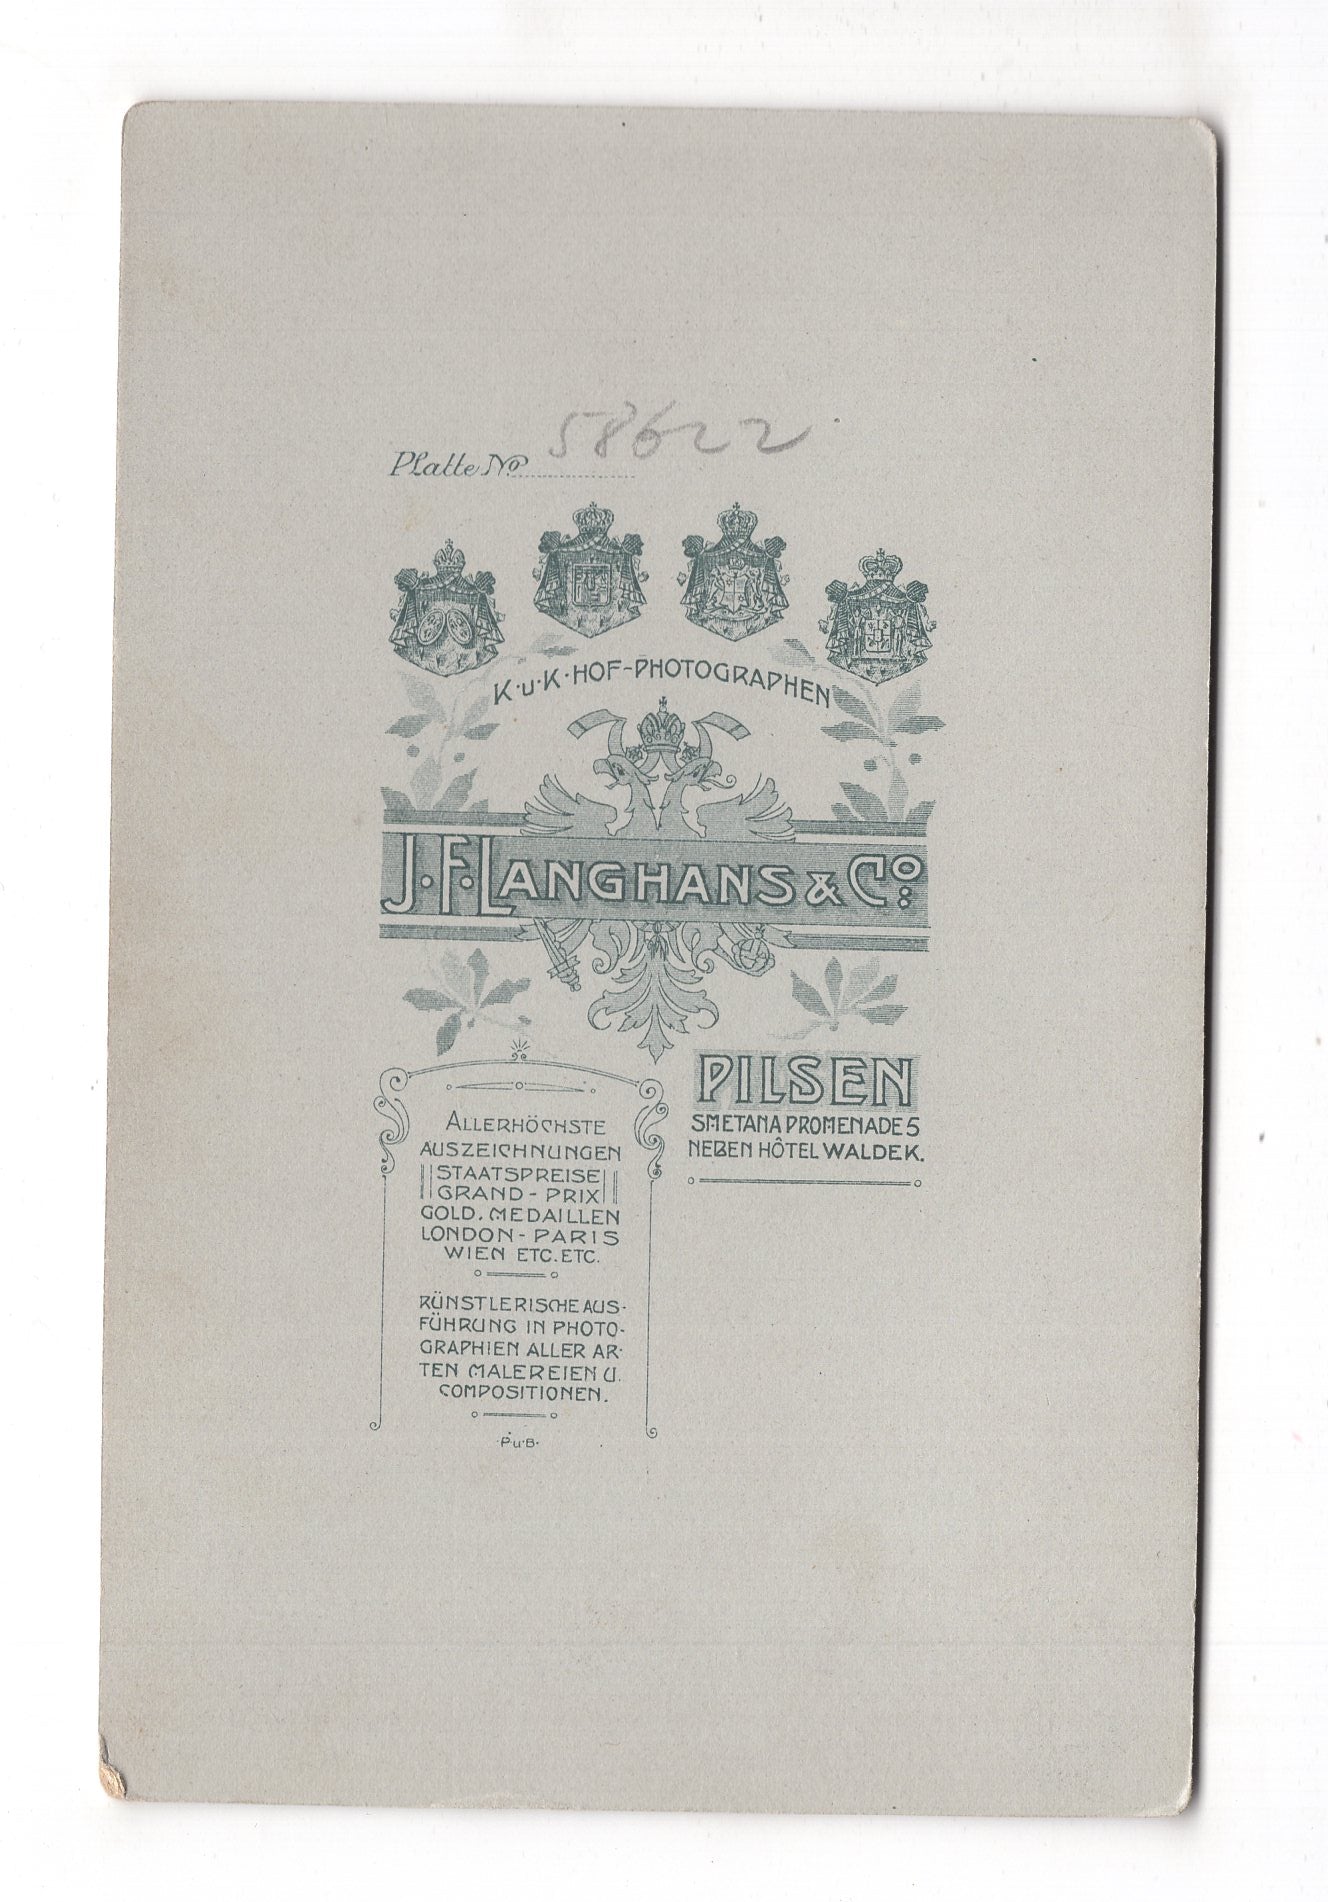 58622
Platte No
K·u·K·HOF-PHOTOGRAPHEN
J·F·LANGHANS & Co:
PILSEN
SMETANA PROMENADE 5
NEBEN HÔTEL WALDEK.
ALLERHÖCHSTE
AUSZEICHNUNGEN
STAATSPREISE
GRAND-PRIX
GOLD. MEDAILLEN
LONDON-PARIS
WIEN ETC. ETC.
KÜNSTLERISCHE AUS-
FÜHRUNG IN PHOTO-
GRAPHIEN ALLER AR-
TEN MALEREIEN U.
COMPOSITIONEN.
·P·u·B·